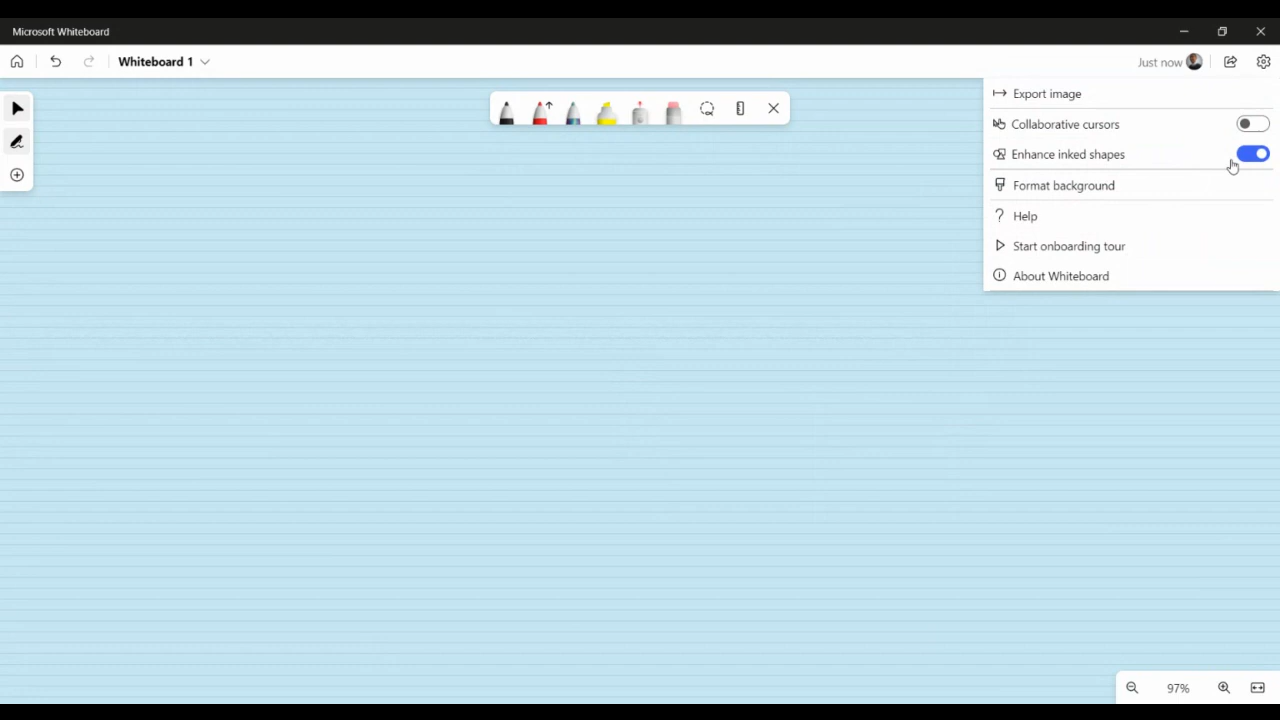 Microsoft Whiteboard
Whiteboard 1
Just now
Export image
Collaborative cursors
Enhance inked shapes
Format background
Help
Start onboarding tour
About Whiteboard
97%